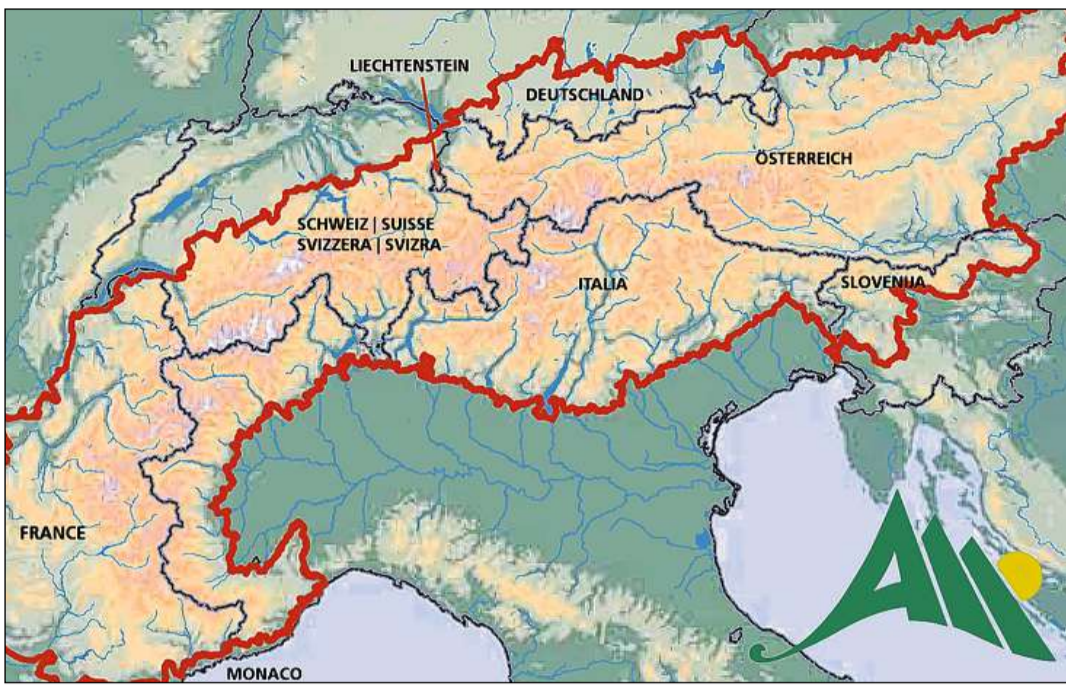 LIECHTENSTEIN
DEUTSCHLAND
ÖSTERREICH
SCHWEIZ | SUISSE
SVIZZERA | SVIZRA
ITALIA
SLOVENIJA
FRANCE
MONACO